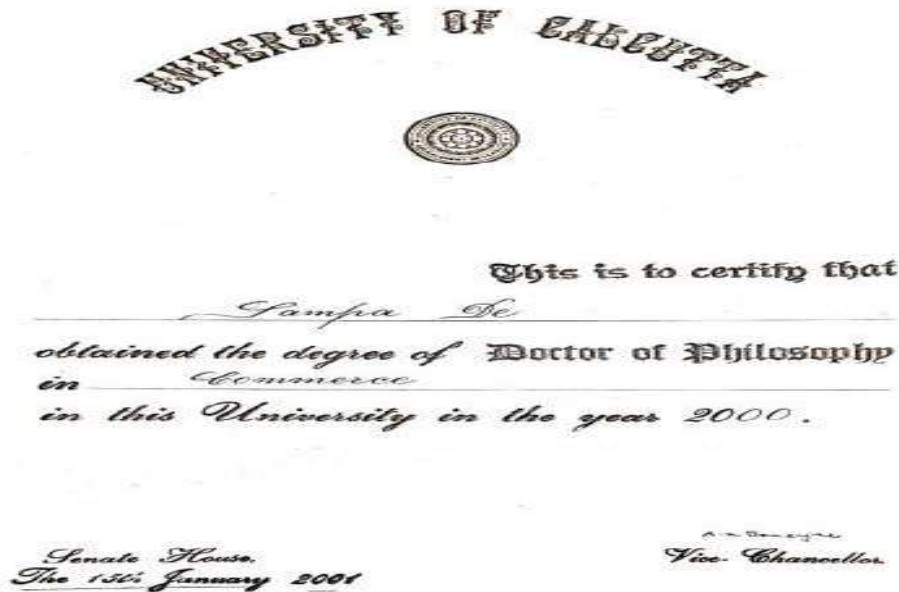 UNIVERSITY OF CALCUTTA
This is to certify that
Sampa De
obtained the degree of Doctor of Philosophy
in Commerce
in this University in the year 2000.
Senate House.
The 15th January 2001
Vice-Chancellor.